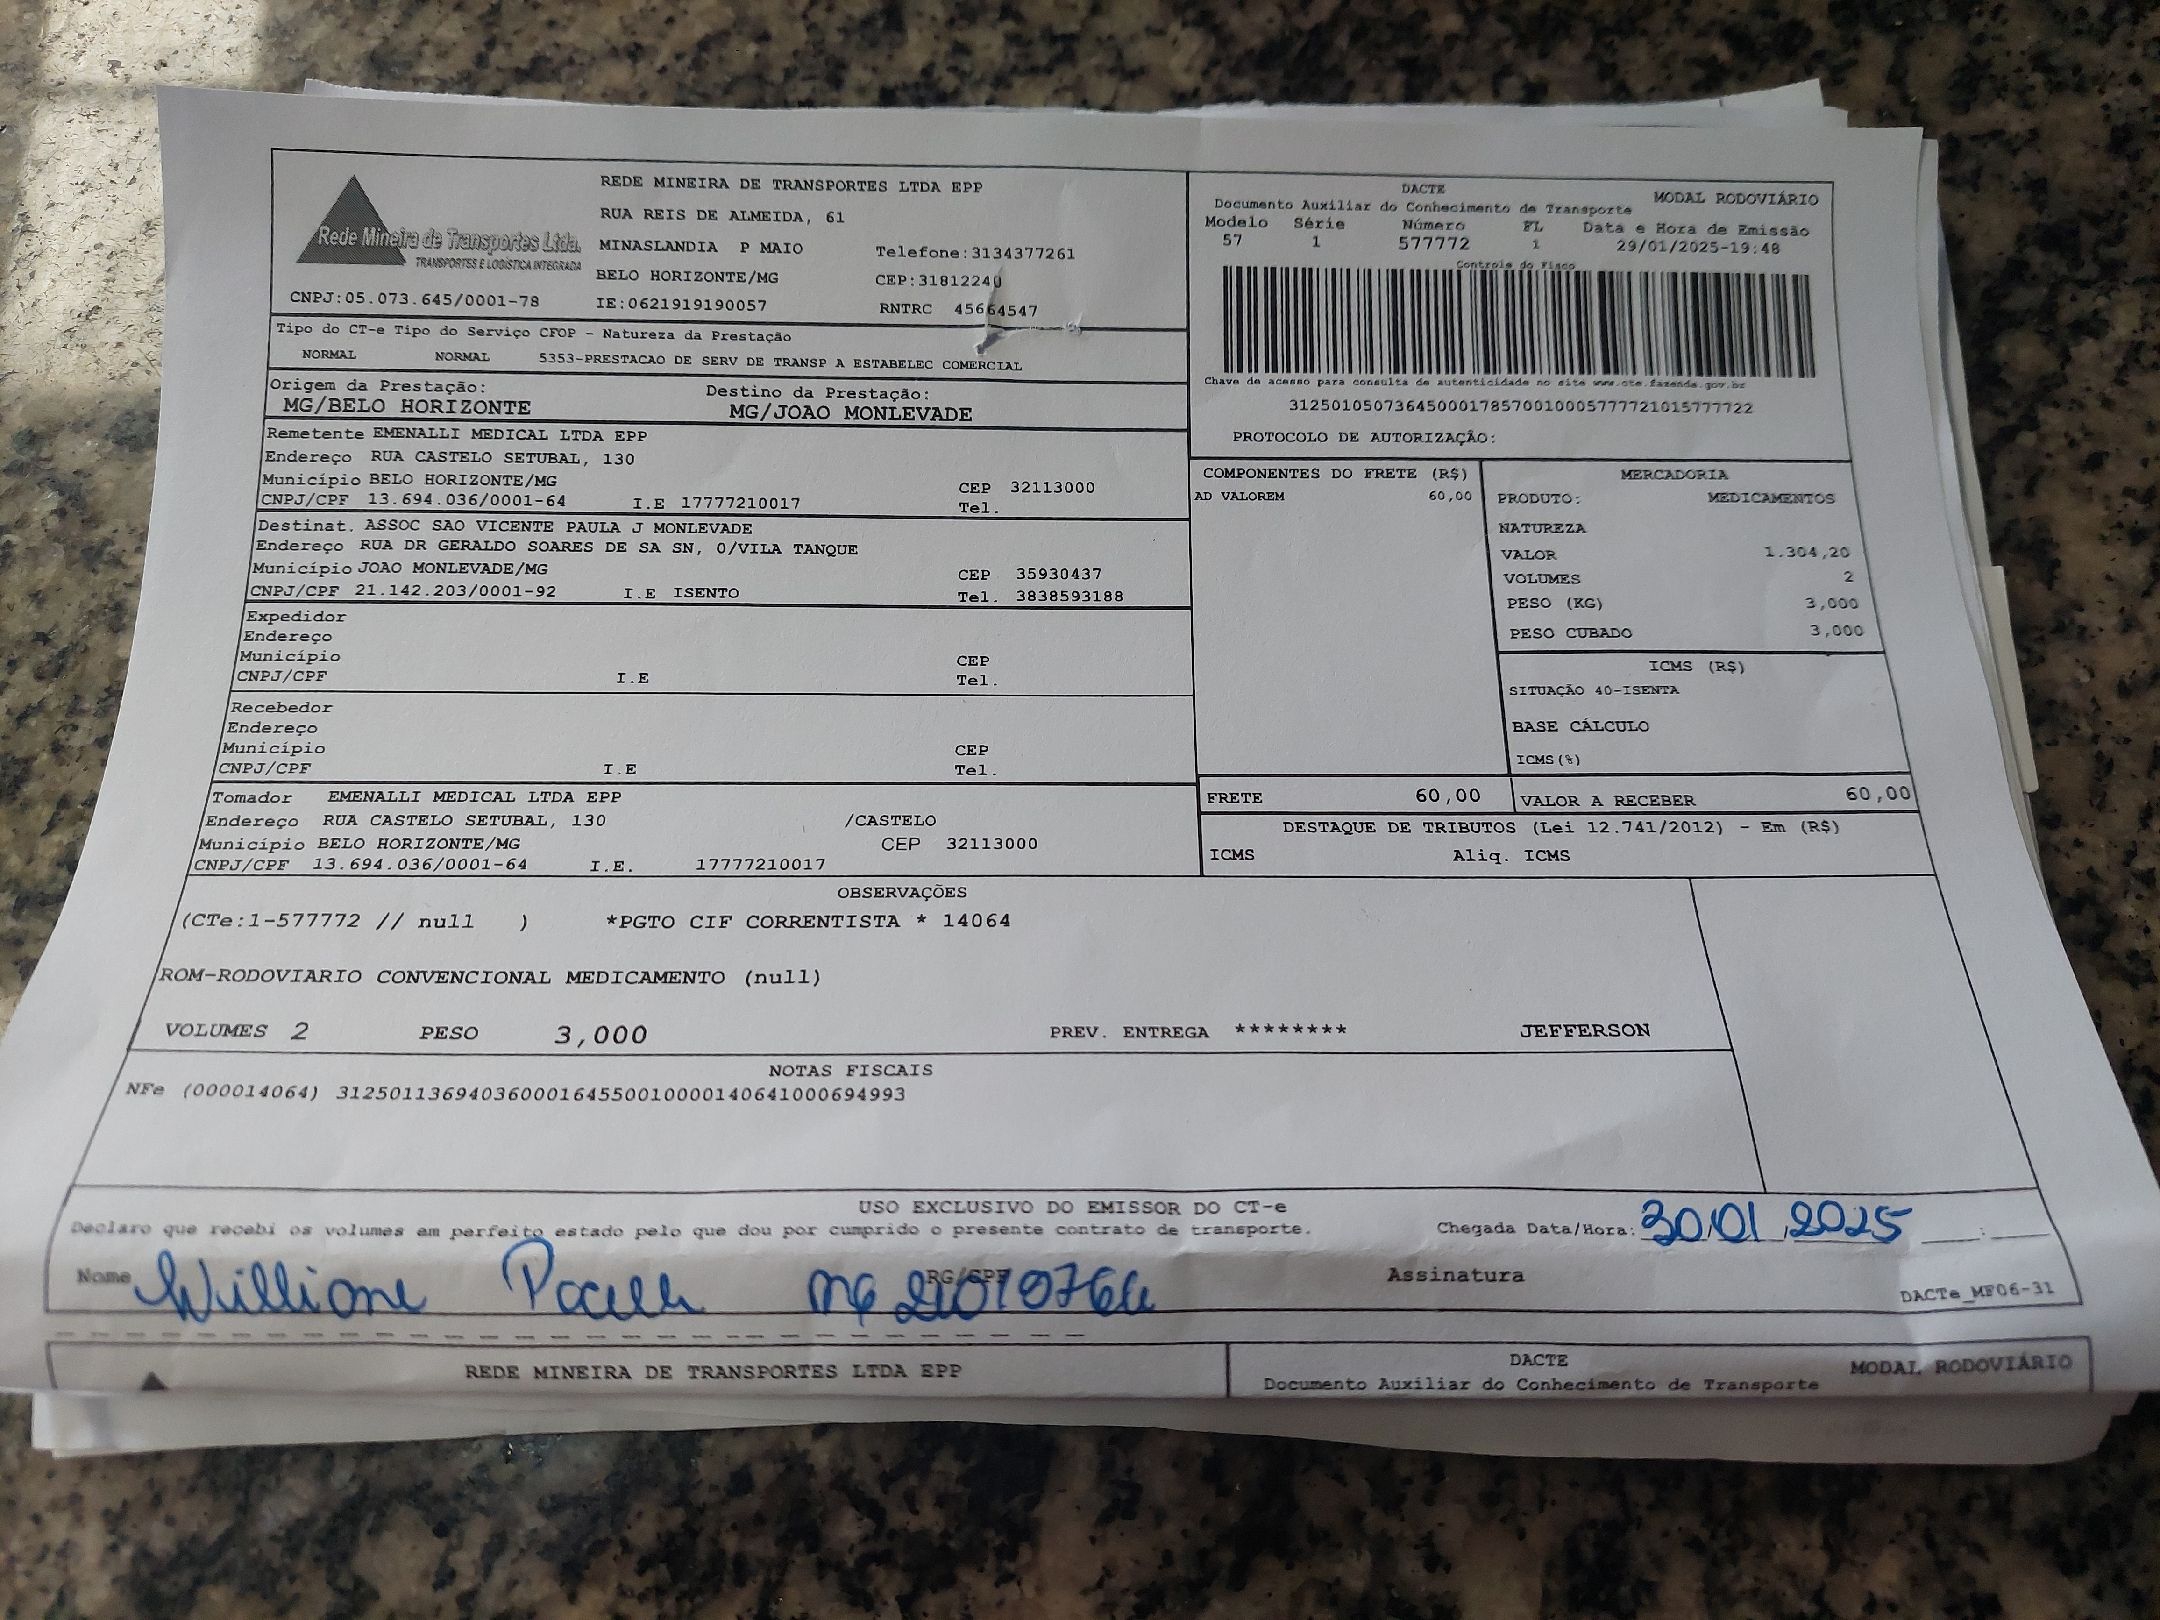 Rede Mineira de Transportes Ltda.
TRANSPORTES E LOGÍSTICA INTEGRADA
CNPJ:05.073.645/0001-78
REDE MINEIRA DE TRANSPORTES LTDA EPP
RUA REIS DE ALMEIDA, 61
MINASLANDIA P MAIO Telefone:3134377261
BELO HORIZONTE/MG CEP:31812240
IE:0621919190057 RNTRC 45664547
DACTE MODAL RODOVIÁRIO
Documento Auxiliar do Conhecimento de Transporte
Modelo Série Número FL Data e Hora de Emissão
57 1 577772 1 29/01/2025-19:48
Controle do Fisco
Chave de acesso para consulta de autenticidade no site www.cte.fazenda.gov.br
31250105073645000178570010005777721015777722
PROTOCOLO DE AUTORIZAÇÃO:
Tipo do CT-e Tipo do Serviço CFOP - Natureza da Prestação
NORMAL NORMAL 5353-PRESTACAO DE SERV DE TRANSP A ESTABELEC COMERCIAL
Origem da Prestação: Destino da Prestação:
MG/BELO HORIZONTE MG/JOAO MONLEVADE
Remetente EMENALLI MEDICAL LTDA EPP
Endereço RUA CASTELO SETUBAL, 130
Município BELO HORIZONTE/MG CEP 32113000
CNPJ/CPF 13.694.036/0001-64 I.E 17777210017 Tel.
Destinat. ASSOC SAO VICENTE PAULA J MONLEVADE
Endereço RUA DR GERALDO SOARES DE SA SN, 0/VILA TANQUE
Município JOAO MONLEVADE/MG CEP 35930437
CNPJ/CPF 21.142.203/0001-92 I.E ISENTO Tel. 3838593188
Expedidor
Endereço
Município CEP
CNPJ/CPF I.E Tel.
Recebedor
Endereço
Município CEP
CNPJ/CPF I.E Tel.
Tomador EMENALLI MEDICAL LTDA EPP
Endereço RUA CASTELO SETUBAL, 130 /CASTELO
Município BELO HORIZONTE/MG CEP 32113000
CNPJ/CPF 13.694.036/0001-64 I.E. 17777210017
COMPONENTES DO FRETE (R$)
AD VALOREM 60,00
MERCADORIA
PRODUTO: MEDICAMENTOS
NATUREZA
VALOR 1.304,20
VOLUMES 2
PESO (KG) 3,000
PESO CUBADO 3,000
ICMS (R$)
SITUAÇÃO 40-ISENTA
BASE CÁLCULO
ICMS(%)
FRETE 60,00 VALOR A RECEBER 60,00
DESTAQUE DE TRIBUTOS (Lei 12.741/2012) - Em (R$)
ICMS Aliq. ICMS
OBSERVAÇÕES
(CTe:1-577772 // null ) *PGTO CIF CORRENTISTA * 14064
ROM-RODOVIARIO CONVENCIONAL MEDICAMENTO (null)
VOLUMES 2 PESO 3,000 PREV. ENTREGA ******** JEFFERSON
NOTAS FISCAIS
NFe (000014064) 31250113694036000164550010000140641000694993
USO EXCLUSIVO DO EMISSOR DO CT-e
Declaro que recebi os volumes em perfeito estado pelo que dou por cumprido o presente contrato de transporte. Chegada Data/Hora: 30/01/2025 :
Nome RG/CPF MG Assinatura
DACTe_MF06-31
REDE MINEIRA DE TRANSPORTES LTDA EPP DACTE MODAL RODOVIÁRIO
Documento Auxiliar do Conhecimento de Transporte